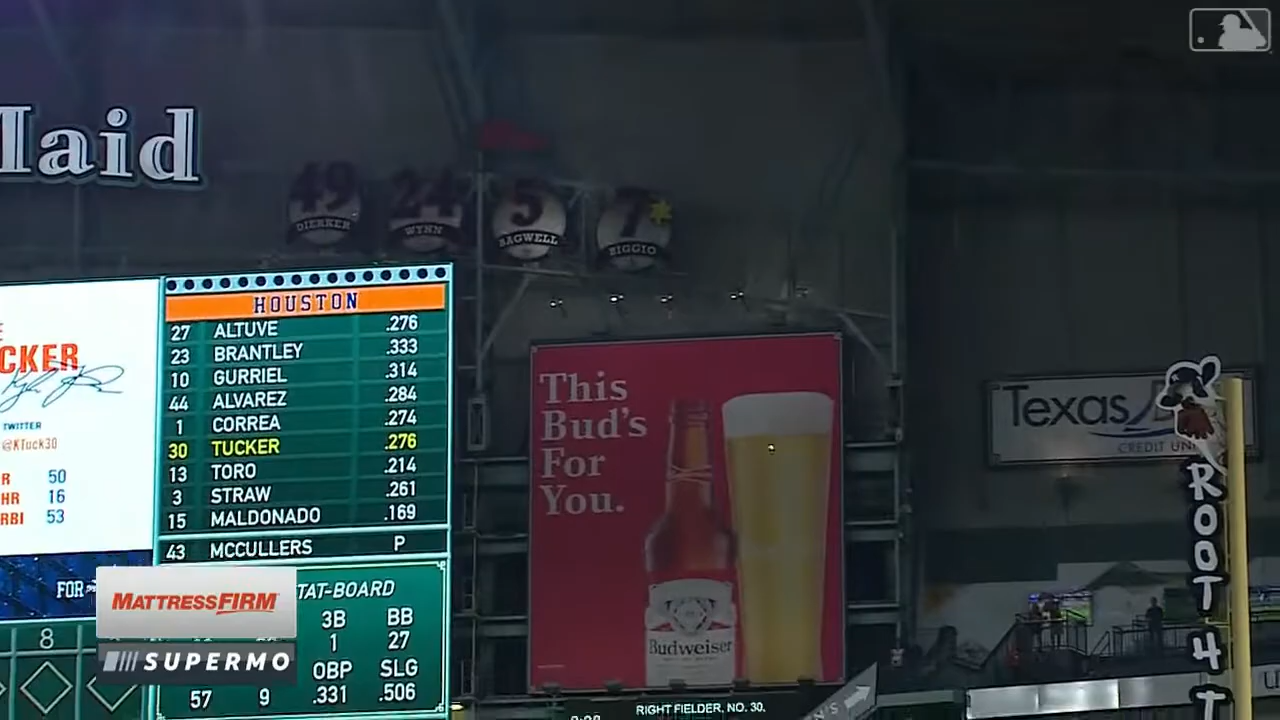 Maid
49 24 5 7
DIERKER WYNN BAGWELL BIGGIO
HOUSTON
27 ALTUVE .276
23 BRANTLEY .333
10 GURRIEL .314
44 ALVAREZ .284
1 CORREA .274
30 TUCKER .276
13 TORO .214
3 STRAW .261
15 MALDONADO .169
43 MCCULLERS P
CKER
TWITTER
@KTuck30
R 50
HR 16
RBI 53
FOR
TAT-BOARD
3B BB
1 27
OBP SLG
57 9 .331 .506
8
MATTRESSFIRM
SUPERMO
This
Bud's
For
You.
Budweiser
Texas
CREDIT UN
ROOT 4 T
RIGHT FIELDER, NO. 30,